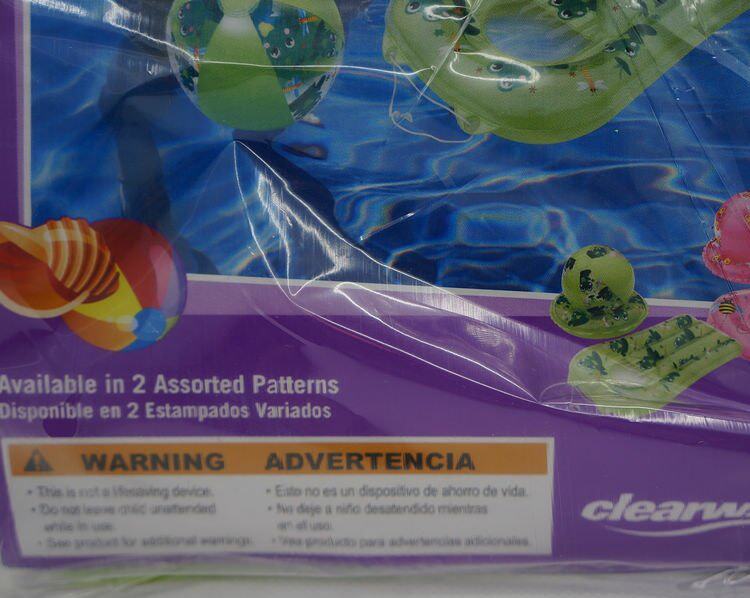 Available in 2 Assorted Patterns
Disponible en 2 Estampados Variados
WARNING ADVERTENCIA
• This is not a lifesaving device.
• Do not leave child unattended
while in use.
• See product for additional warnings.
• Esto no es un dispositivo de ahorro de vida.
• No deje a niño desatendido mientras
en el uso.
• Vea producto para advertencias adicionales.
clearw